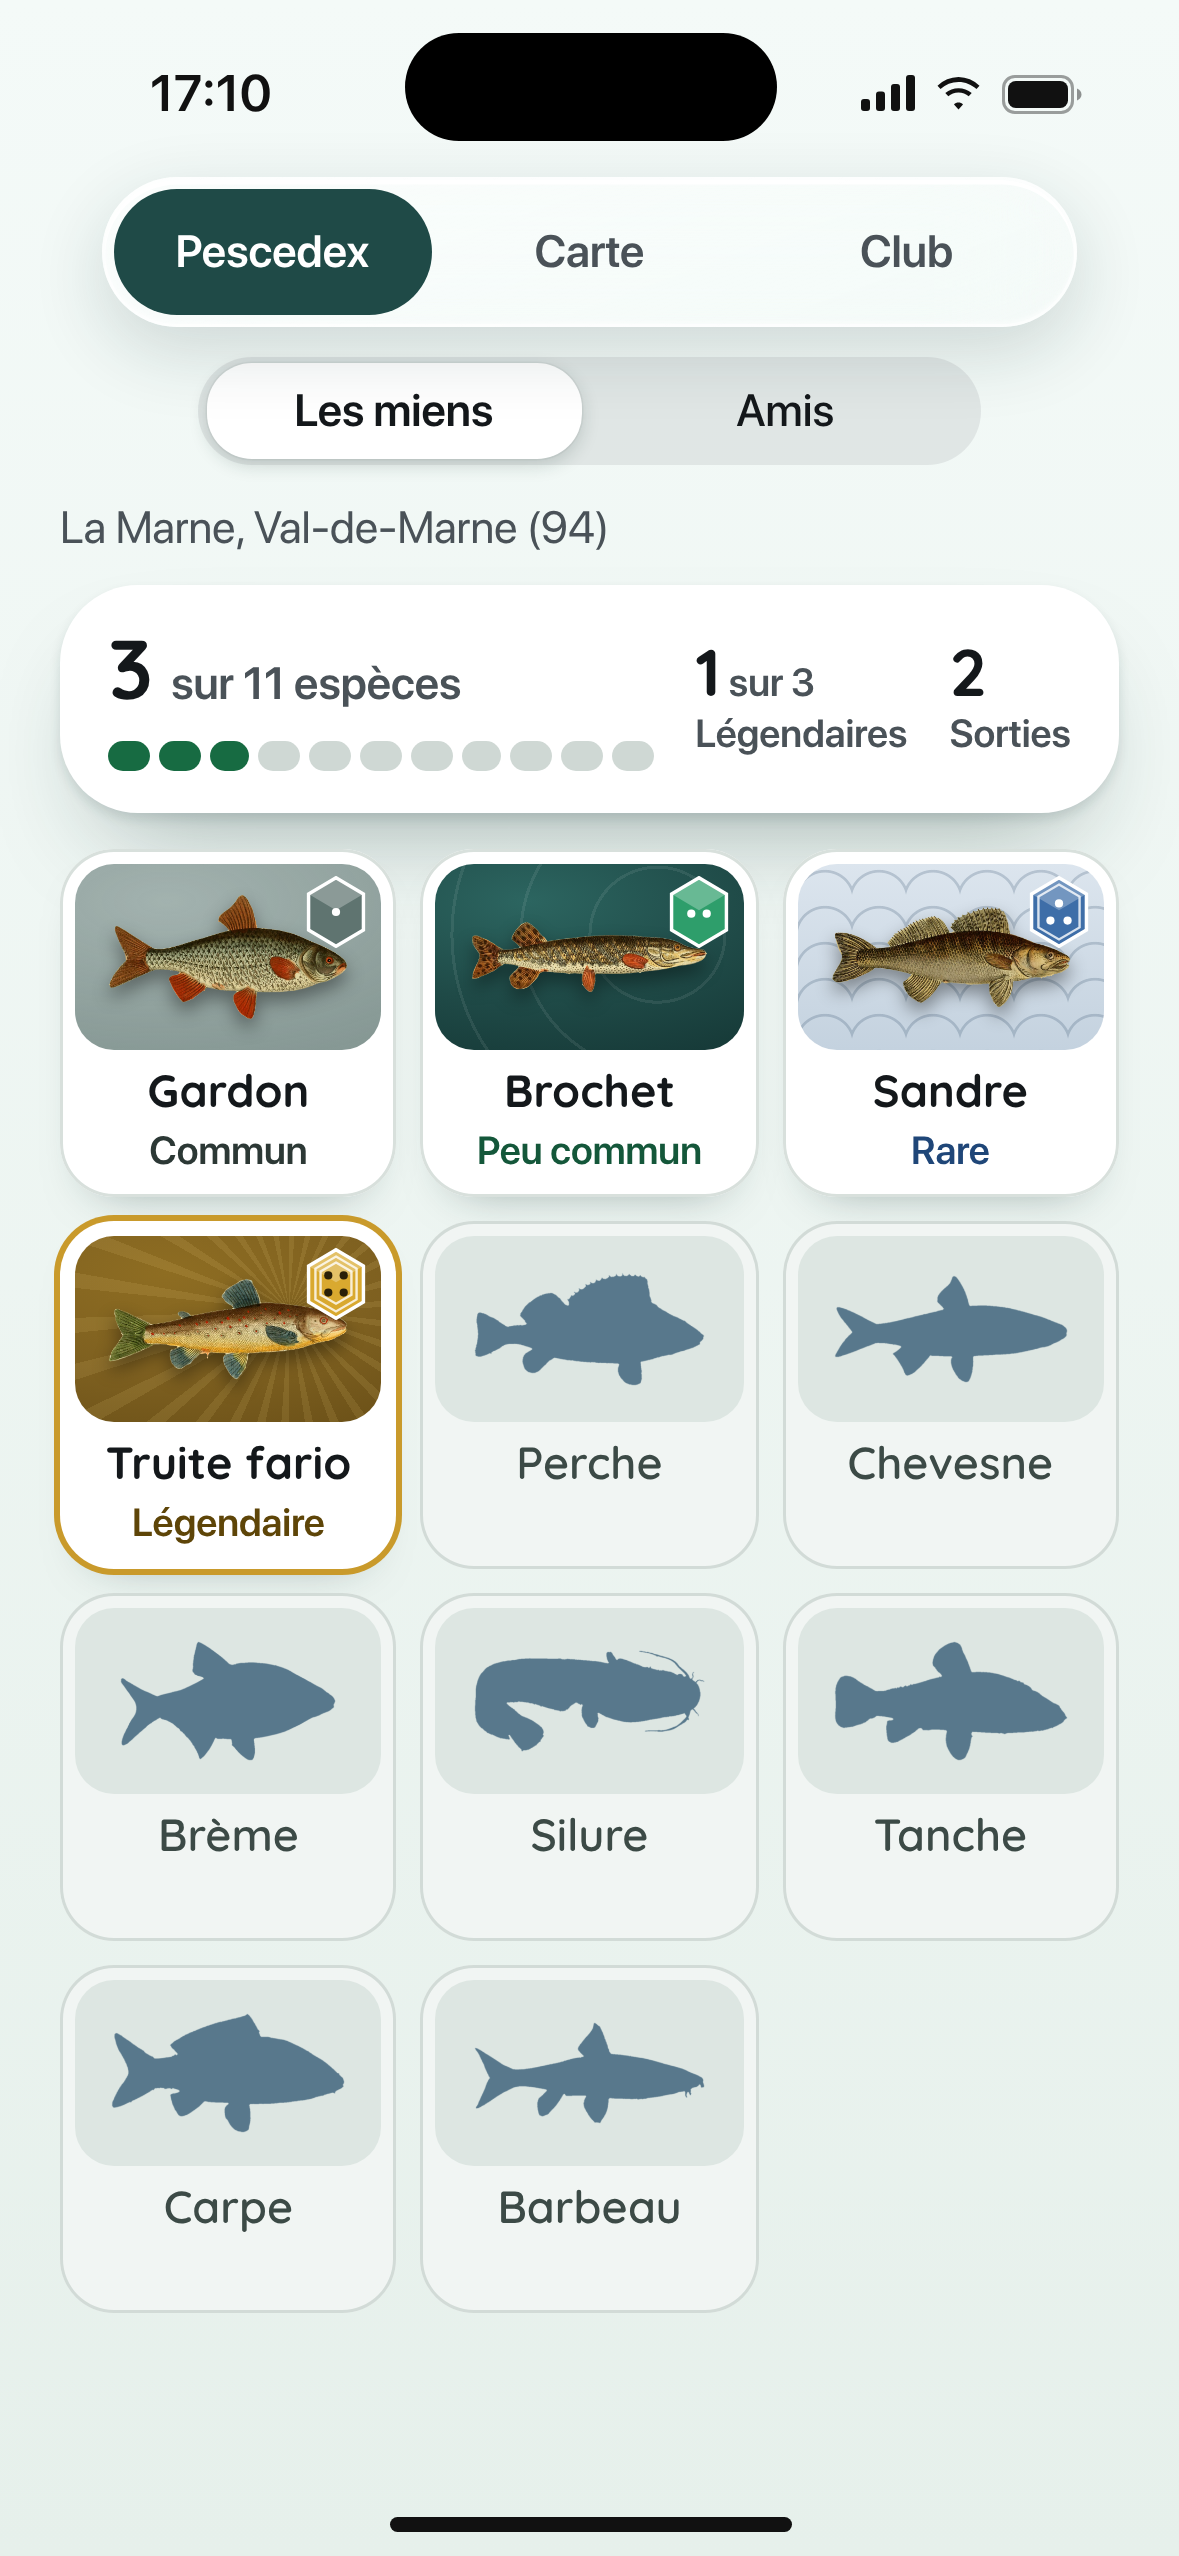 17:10
Pescedex
Carte
Club
Les miens
Amis
La Marne, Val-de-Marne (94)
3 sur 11 espèces
1 sur 3
Légendaires
2
Sorties
Gardon
Commun
Brochet
Peu commun
Sandre
Rare
Truite fario
Légendaire
Perche
Chevesne
Brème
Silure
Tanche
Carpe
Barbeau